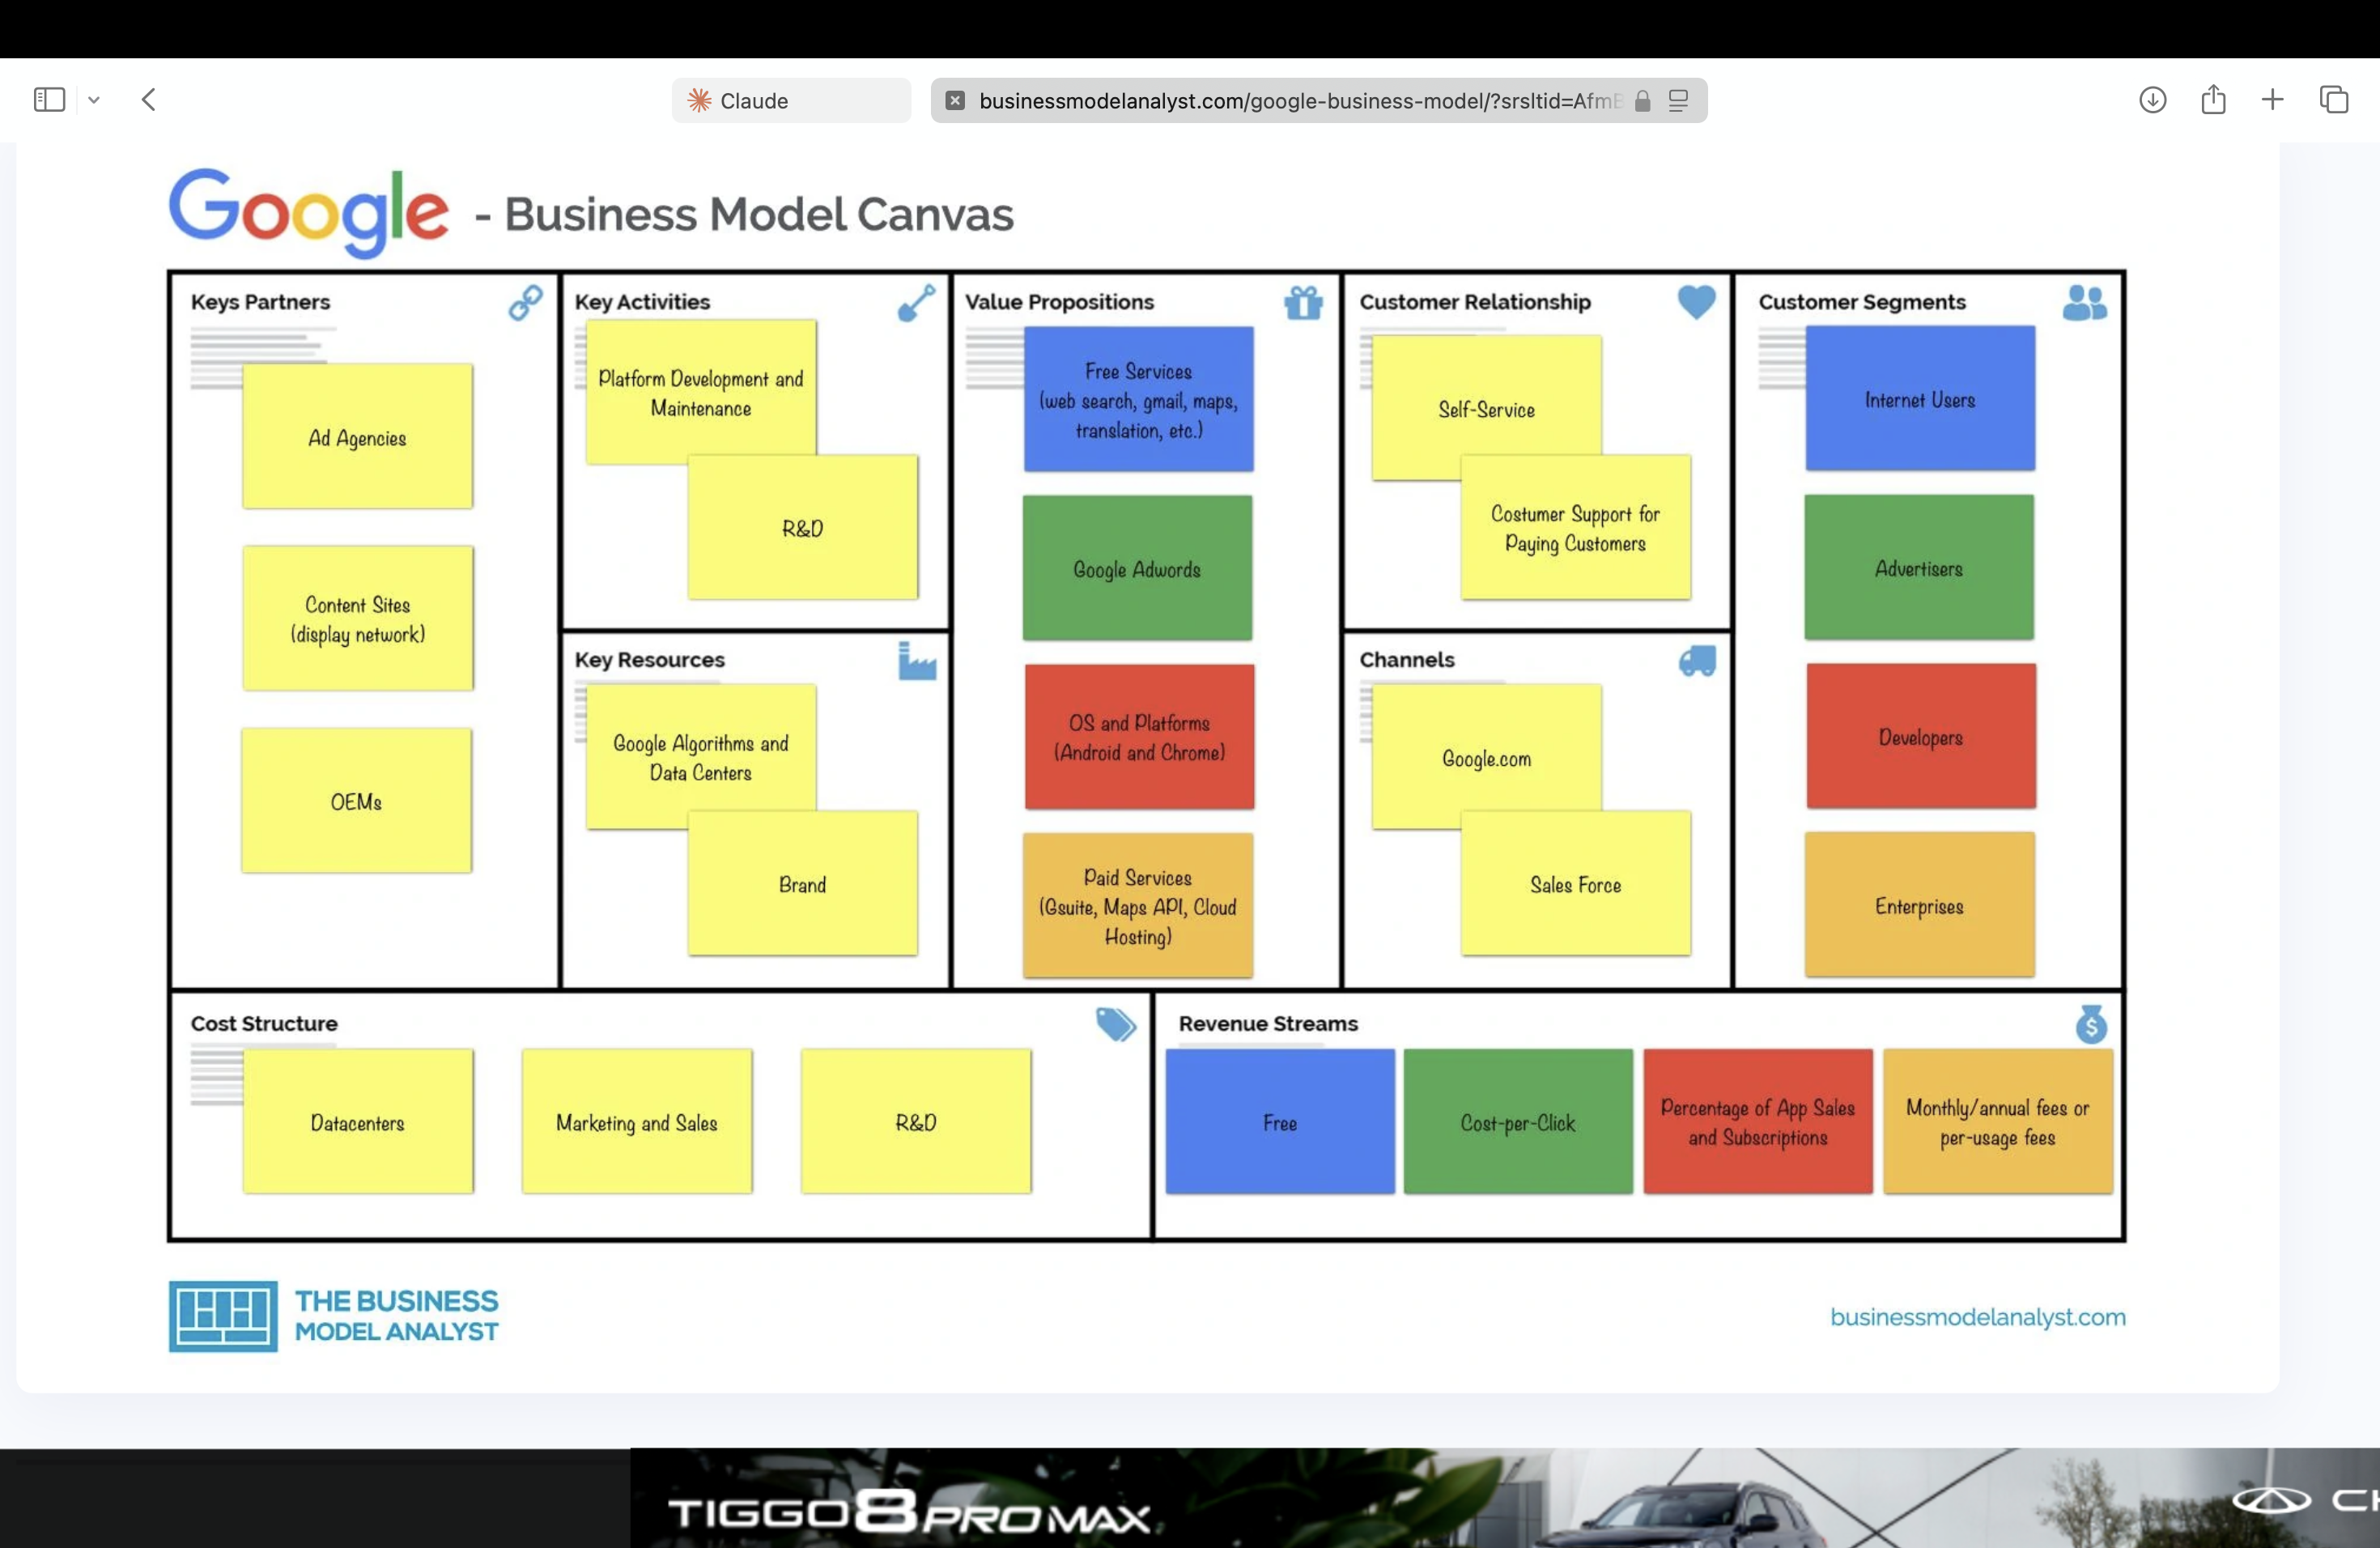 Claude
businessmodelanalyst.com/google-business-model/?srsltid=AfmE
Google - Business Model Canvas
Keys Partners
Ad Agencies
Content Sites
(display network)
OEMs
Key Activities
Platform Development and
Maintenance
R&D
Key Resources
Google Algorithms and
Data Centers
Brand
Value Propositions
Free Services
(web search, gmail, maps,
translation, etc.)
Google Adwords
OS and Platforms
(Android and Chrome)
Paid Services
(Gsuite, Maps API, Cloud
Hosting)
Customer Relationship
Self-Service
Costumer Support for
Paying Customers
Channels
Google.com
Sales Force
Customer Segments
Internet Users
Advertisers
Developers
Enterprises
Cost Structure
Datacenters
Marketing and Sales
R&D
Revenue Streams
$
Free
Cost-per-Click
Percentage of App Sales
and Subscriptions
Monthly/annual fees or
per-usage fees
THE BUSINESS
MODEL ANALYST
businessmodelanalyst.com
TIGGO8 PRO MAX
CH